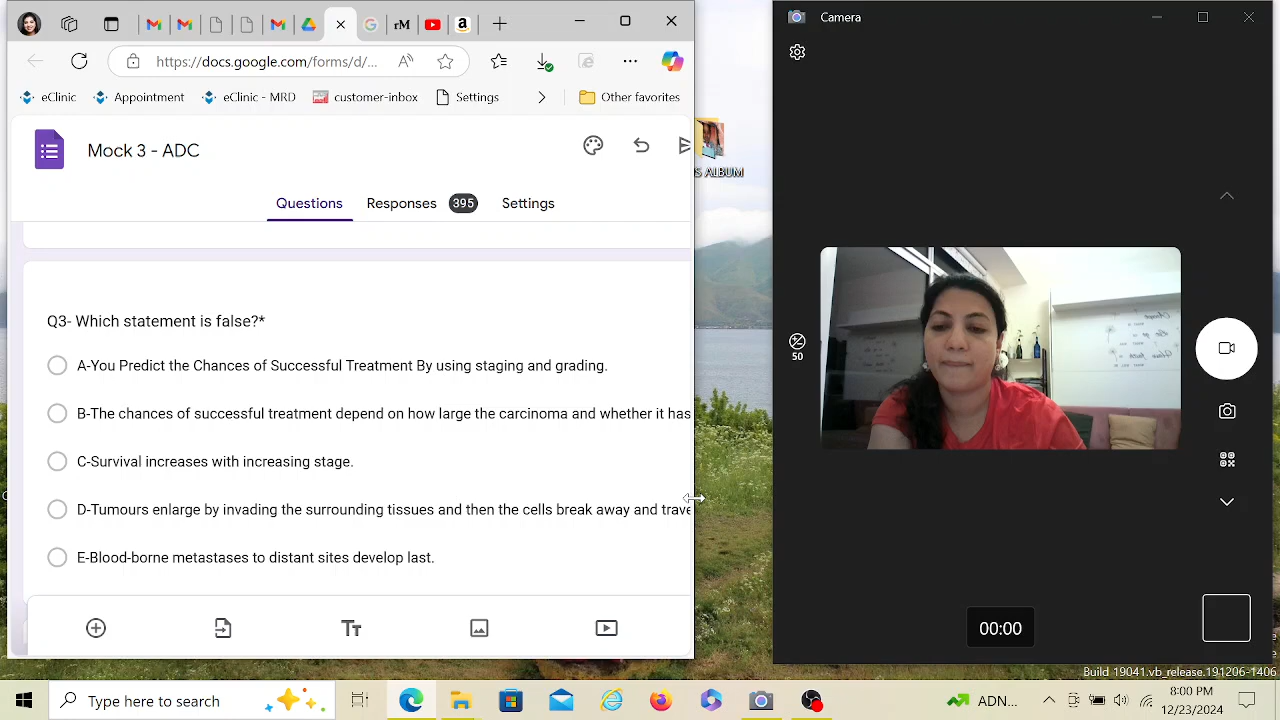 Camera
https://docs.google.com/forms/d/...
eClinic
Appointment
eClinic - MRD
customer-inbox
Settings
Other favorites
Mock 3 - ADC
S ALBUM
Questions
Responses 395
Settings
Q3- Which statement is false?*
A-You Predict the Chances of Successful Treatment By using staging and grading.
B-The chances of successful treatment depend on how large the carcinoma and whether it has
C-Survival increases with increasing stage.
D-Tumours enlarge by invading the surrounding tissues and then the cells break away and trave
E-Blood-borne metastases to distant sites develop last.
50
00:00
Build 19041.vb_release.191206-1406
Type here to search
ADN...
8:00 PM
12/23/2024